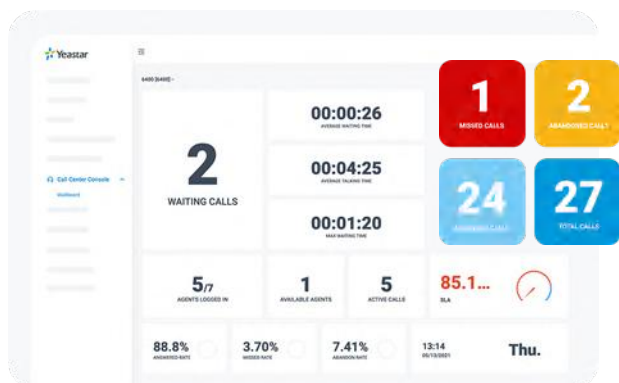 Yeastar
6400 [6400]
2
WAITING CALLS
00:00:26
AVERAGE WAITING TIME
00:04:25
AVERAGE TALKING TIME
00:01:20
MAX WAITING TIME
1
MISSED CALLS
2
ABANDONED CALLS
24
27
TOTAL CALLS
Call Center Console
Dashboard
5/7
AGENTS LOGGED IN
1
AVAILABLE AGENTS
5
ACTIVE CALLS
85.1...
SLA
88.8%
ANSWERED RATE
3.70%
MISSED RATE
7.41%
ABANDON RATE
13:14
05/13/2021
Thu.